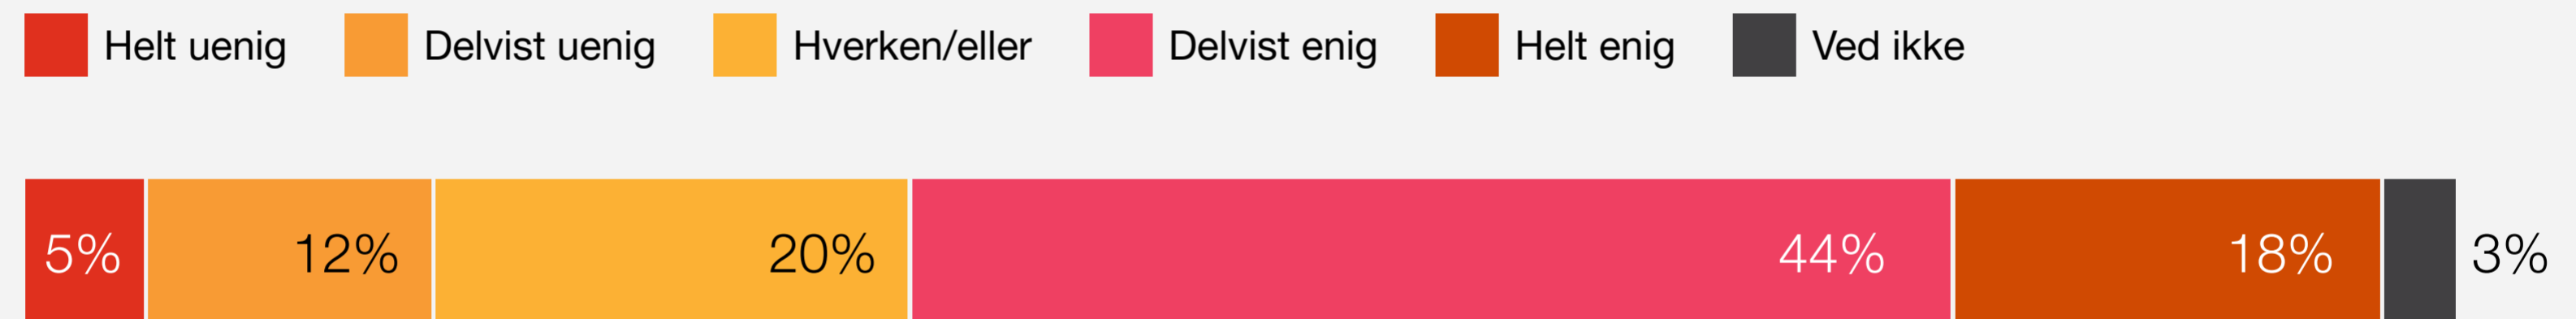 Helt uenig Delvist uenig Hverken/eller Delvist enig Helt enig Ved ikke
5% 12% 20% 44% 18% 3%